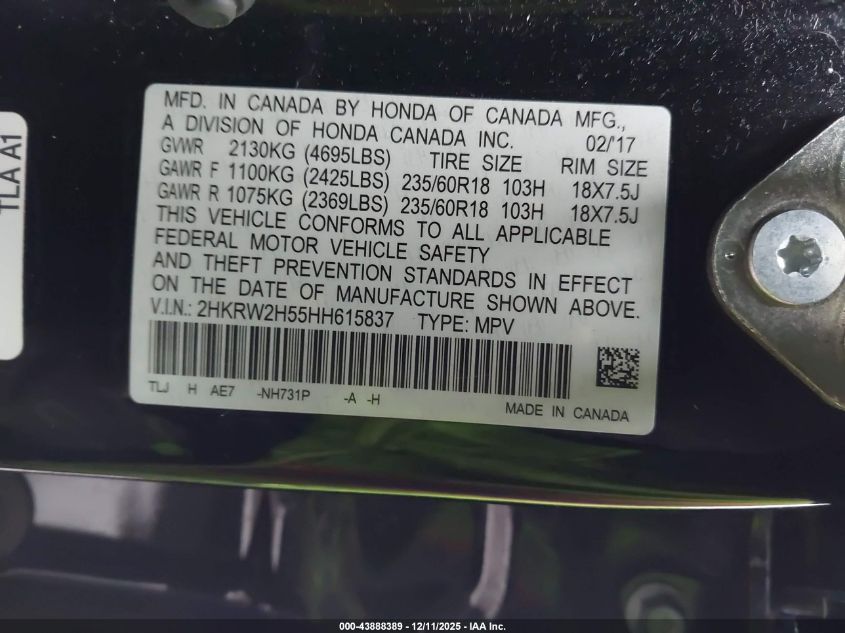 MFD. IN CANADA BY HONDA OF CANADA MFG.,
A DIVISION OF HONDA CANADA INC. 02/'17
GVWR 2130KG (4695LBS) TIRE SIZE RIM SIZE
GAWR F 1100KG (2425LBS) 235/60R18 103H 18X7.5J
GAWR R 1075KG (2369LBS) 235/60R18 103H 18X7.5J
THIS VEHICLE CONFORMS TO ALL APPLICABLE
FEDERAL MOTOR VEHICLE SAFETY
AND THEFT PREVENTION STANDARDS IN EFFECT
ON THE DATE OF MANUFACTURE SHOWN ABOVE.
V.I.N.: 2HKRW2H55HH615837 TYPE: MPV
TLJ H AE7 -NH731P -A -H
MADE IN CANADA
TLA A1
000-43888389 - 12/11/2025 - IAA Inc.